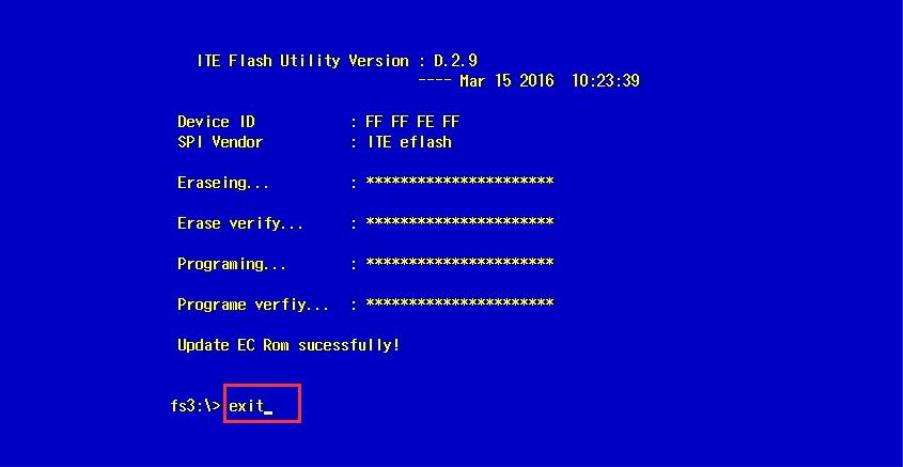 ITE Flash Utility Version : D.2.9
---- Mar 15 2016 10:23:39
Device ID : FF FF FE FF
SPI Vendor : ITE eflash
Eraseing... : **********************
Erase verify... : **********************
Programing... : **********************
Programe verfiy... : **********************
Update EC Rom sucessfully!
fs3:\> exit_